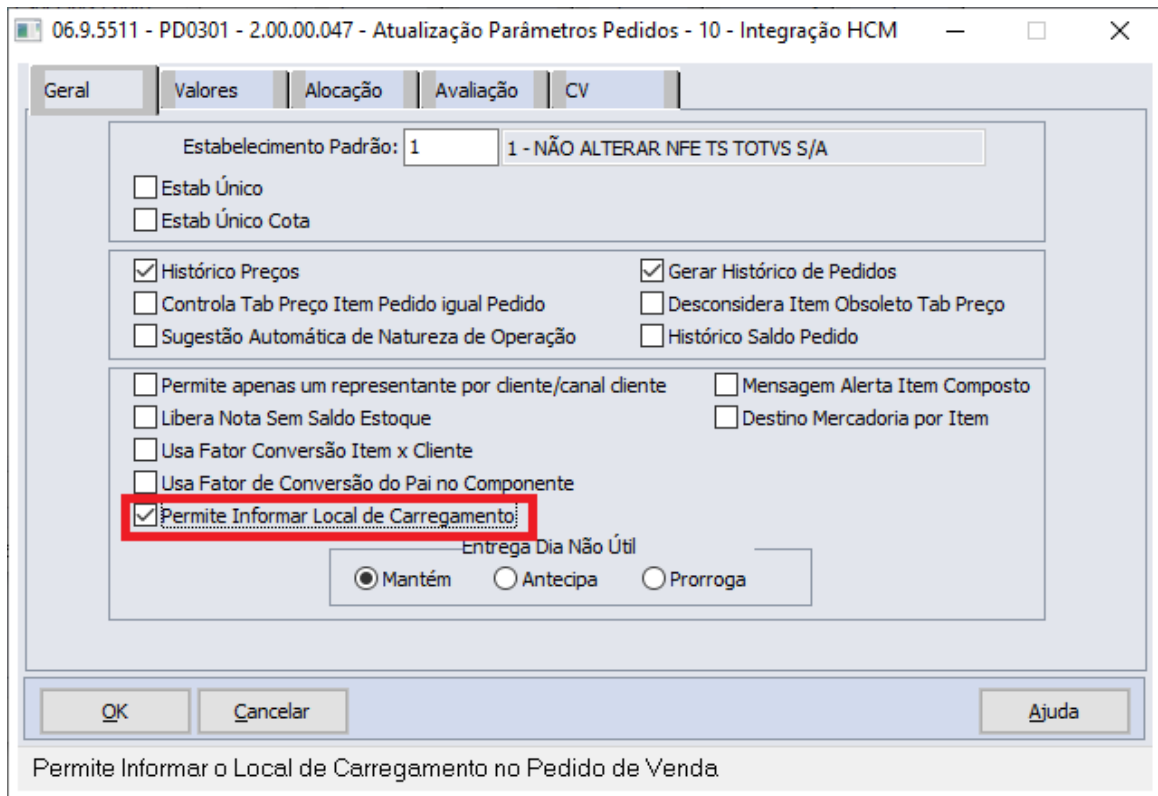 06.9.5511 - PD0301 - 2.00.00.047 - Atualização Parâmetros Pedidos - 10 - Integração HCM
Geral Valores Alocação Avaliação CV
Estabelecimento Padrão: 1 1 - NÃO ALTERAR NFE TS TOTVS S/A
Estab Único
Estab Único Cota
Histórico Preços Gerar Histórico de Pedidos
Controla Tab Preço Item Pedido igual Pedido Desconsidera Item Obsoleto Tab Preço
Sugestão Automática de Natureza de Operação Histórico Saldo Pedido
Permite apenas um representante por cliente/canal cliente Mensagem Alerta Item Composto
Libera Nota Sem Saldo Estoque Destino Mercadoria por Item
Usa Fator Conversão Item x Cliente
Usa Fator de Conversão do Pai no Componente
Permite Informar Local de Carregamento
Entrega Dia Não Útil
Mantém Antecipa Prorroga
OK Cancelar Ajuda
Permite Informar o Local de Carregamento no Pedido de Venda